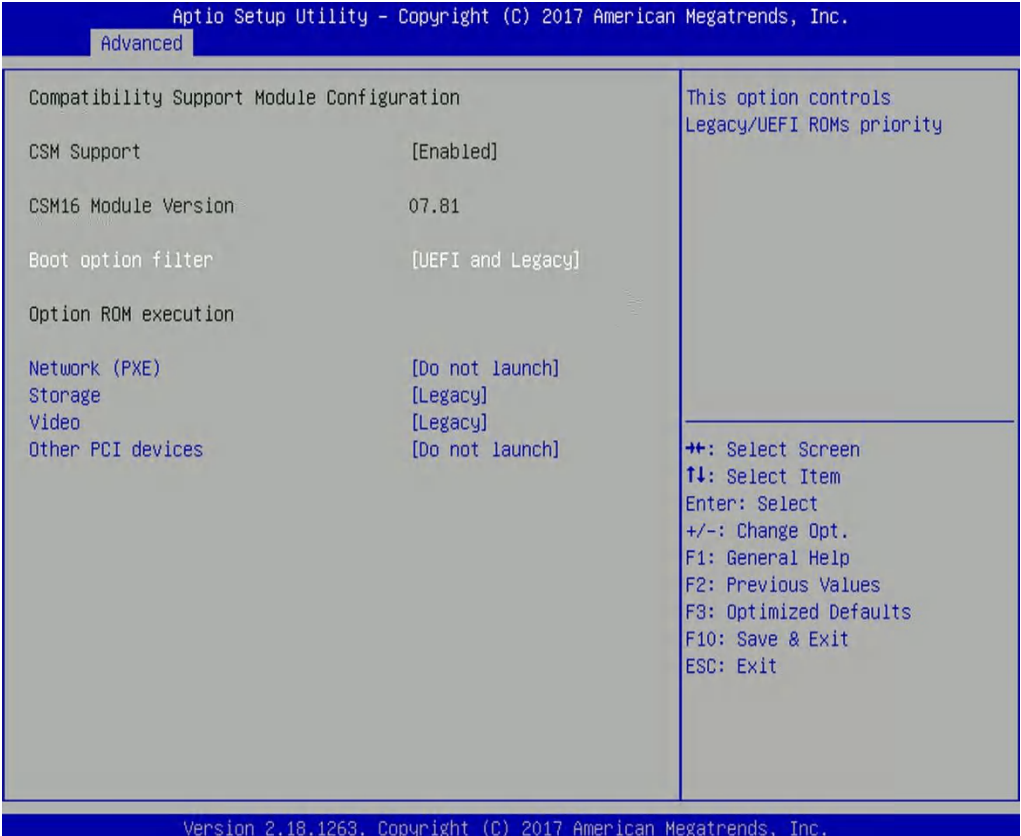 Aptio Setup Utility – Copyright (C) 2017 American Megatrends, Inc.
Advanced
Compatibility Support Module Configuration
CSM Support [Enabled]
CSM16 Module Version 07.81
Boot option filter [UEFI and Legacy]
Option ROM execution
Network (PXE) [Do not launch]
Storage [Legacy]
Video [Legacy]
Other PCI devices [Do not launch]
This option controls
Legacy/UEFI ROMs priority
→←: Select Screen
↑↓: Select Item
Enter: Select
+/-: Change Opt.
F1: General Help
F2: Previous Values
F3: Optimized Defaults
F10: Save & Exit
ESC: Exit
Version 2.18.1263. Copyright (C) 2017 American Megatrends, Inc.